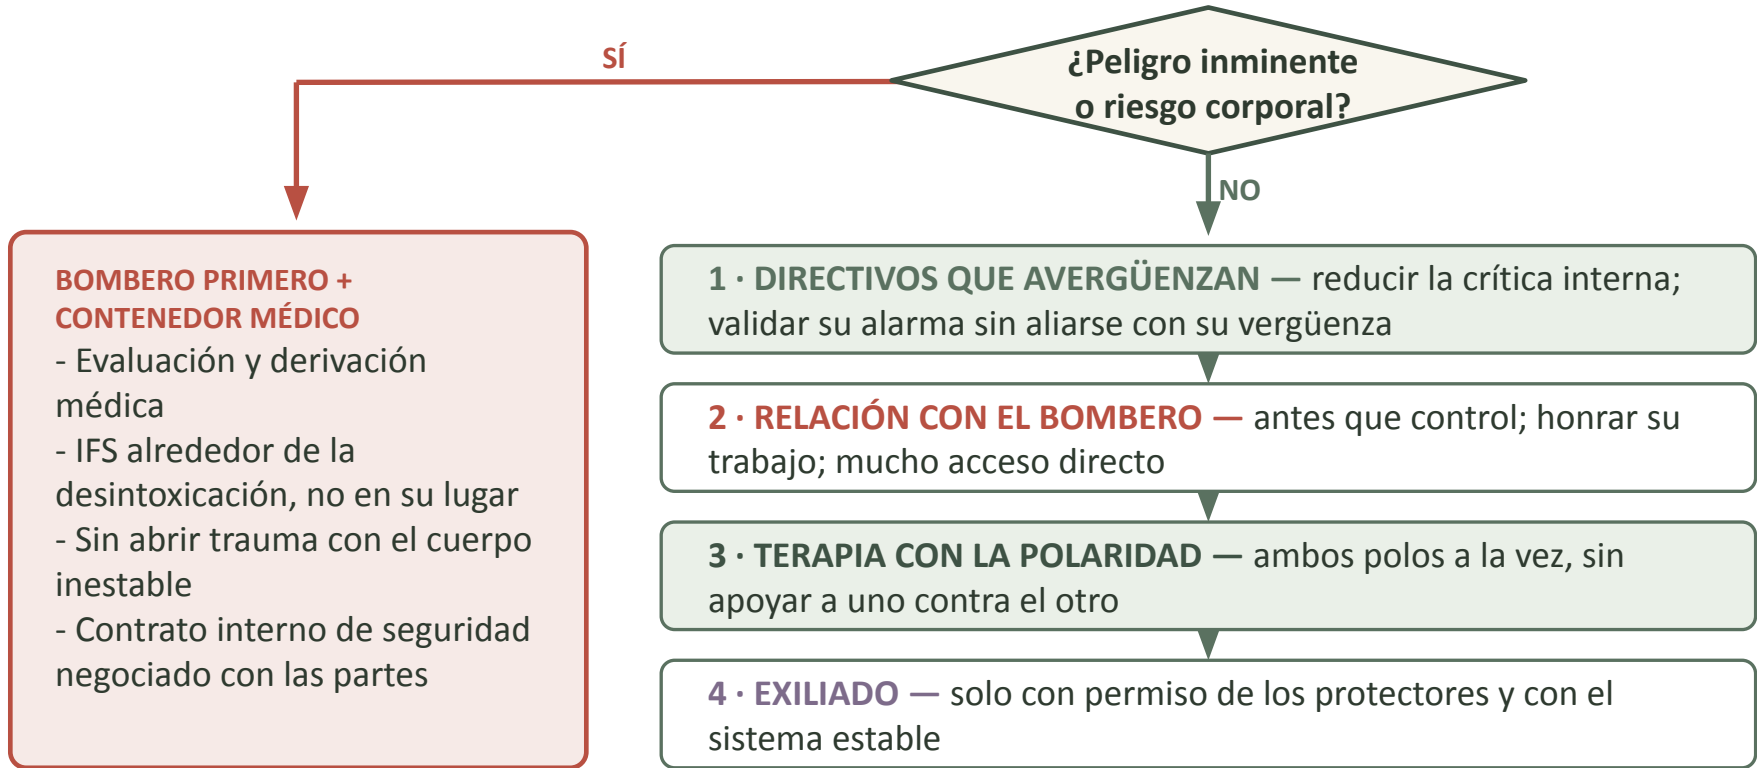 ¿Peligro inminente
o riesgo corporal?
SÍ
NO
BOMBERO PRIMERO +
CONTENEDOR MÉDICO
- Evaluación y derivación
médica
- IFS alrededor de la
desintoxicación, no en su lugar
- Sin abrir trauma con el cuerpo
inestable
- Contrato interno de seguridad
negociado con las partes
1 · DIRECTIVOS QUE AVERGÜENZAN — reducir la crítica interna;
validar su alarma sin aliarse con su vergüenza
2 · RELACIÓN CON EL BOMBERO — antes que control; honrar su
trabajo; mucho acceso directo
3 · TERAPIA CON LA POLARIDAD — ambos polos a la vez, sin
apoyar a uno contra el otro
4 · EXILIADO — solo con permiso de los protectores y con el
sistema estable